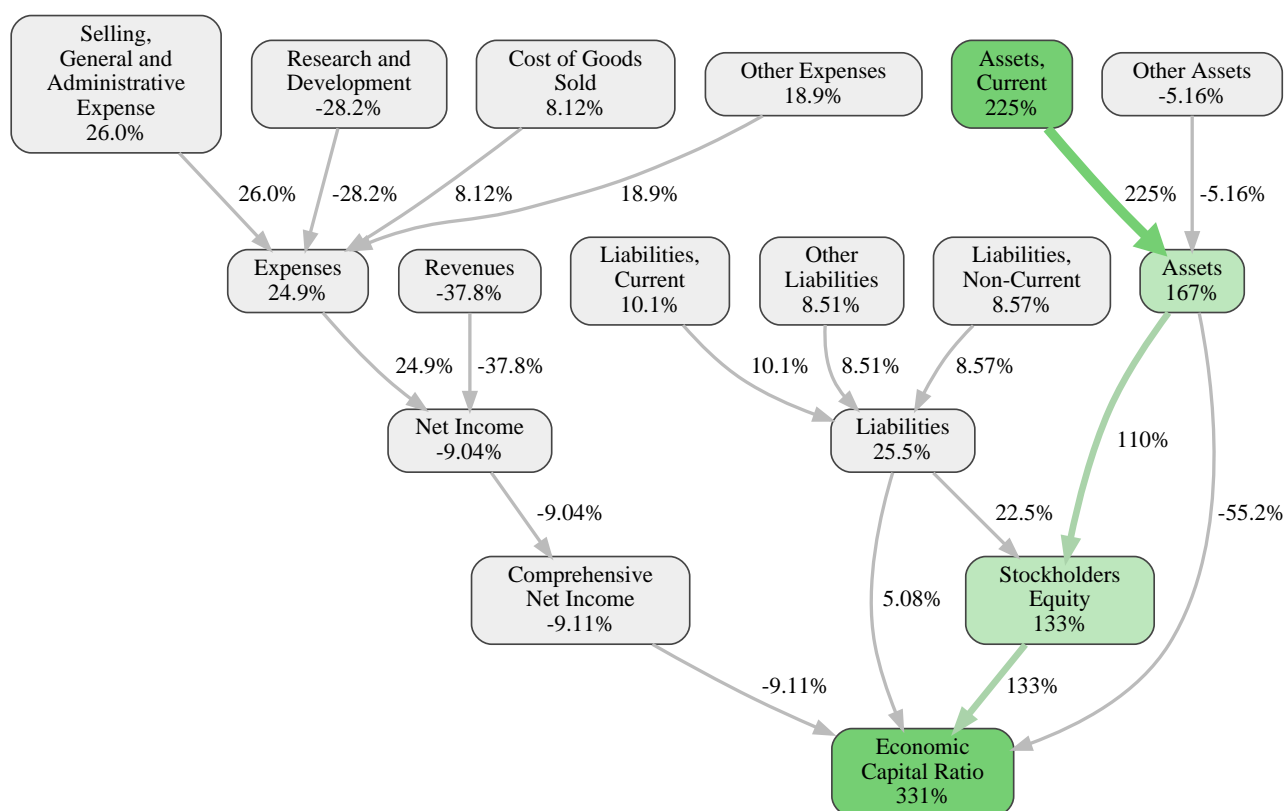 Selling,
General and
Administrative
Expense
26.0%
Research and
Development
-28.2%
Cost of Goods
Sold
8.12%
Other Expenses
18.9%
Assets,
Current
225%
Other Assets
-5.16%
26.0%
-28.2%
8.12%
18.9%
225%
-5.16%
Expenses
24.9%
Revenues
-37.8%
Liabilities,
Current
10.1%
Other
Liabilities
8.51%
Liabilities,
Non-Current
8.57%
Assets
167%
24.9%
-37.8%
10.1%
8.51%
8.57%
Net Income
-9.04%
Liabilities
25.5%
110%
-9.04%
22.5%
-55.2%
Comprehensive
Net Income
-9.11%
5.08%
Stockholders
Equity
133%
-9.11%
133%
Economic
Capital Ratio
331%